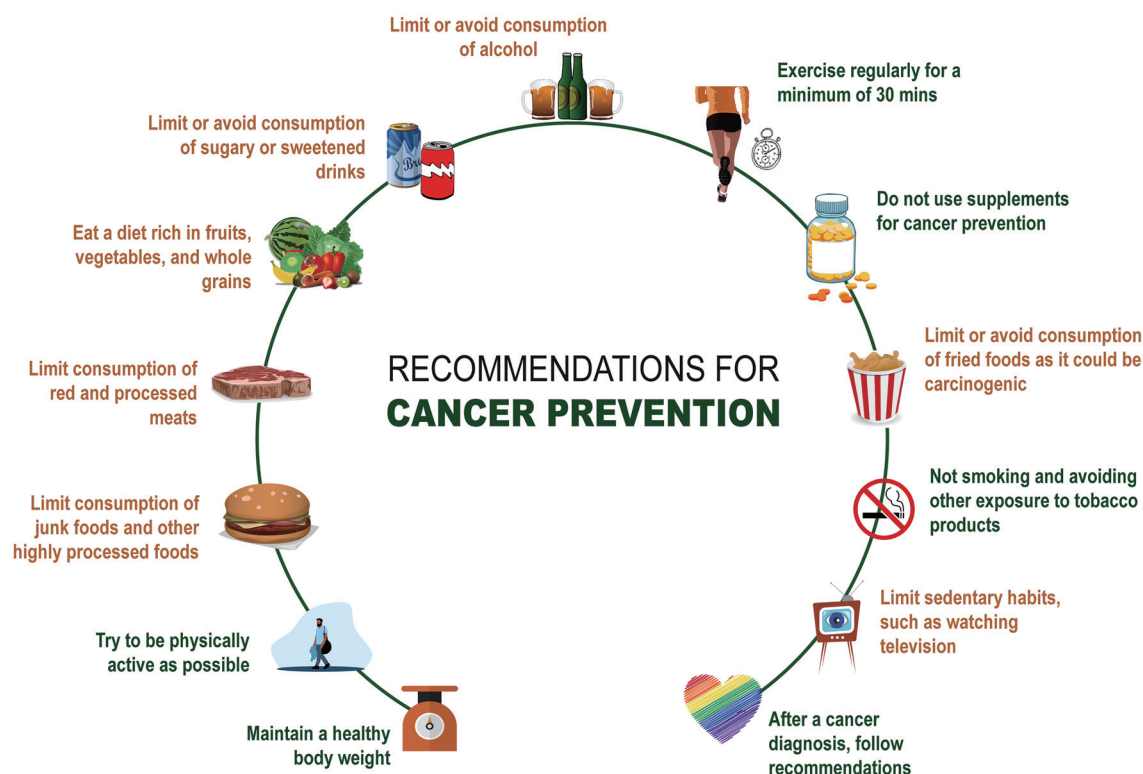 Limit or avoid consumption
of alcohol
Exercise regularly for a
minimum of 30 mins
Limit or avoid consumption
of sugary or sweetened
drinks
Do not use supplements
for cancer prevention
Eat a diet rich in fruits,
vegetables, and whole
grains
Limit or avoid consumption
of fried foods as it could be
carcinogenic
RECOMMENDATIONS FOR
CANCER PREVENTION
Limit consumption of
red and processed
meats
Not smoking and avoiding
other exposure to tobacco
products
Limit consumption of
junk foods and other
highly processed foods
Limit sedentary habits,
such as watching
television
Try to be physically
active as possible
After a cancer
diagnosis, follow
recommendations
Maintain a healthy
body weight